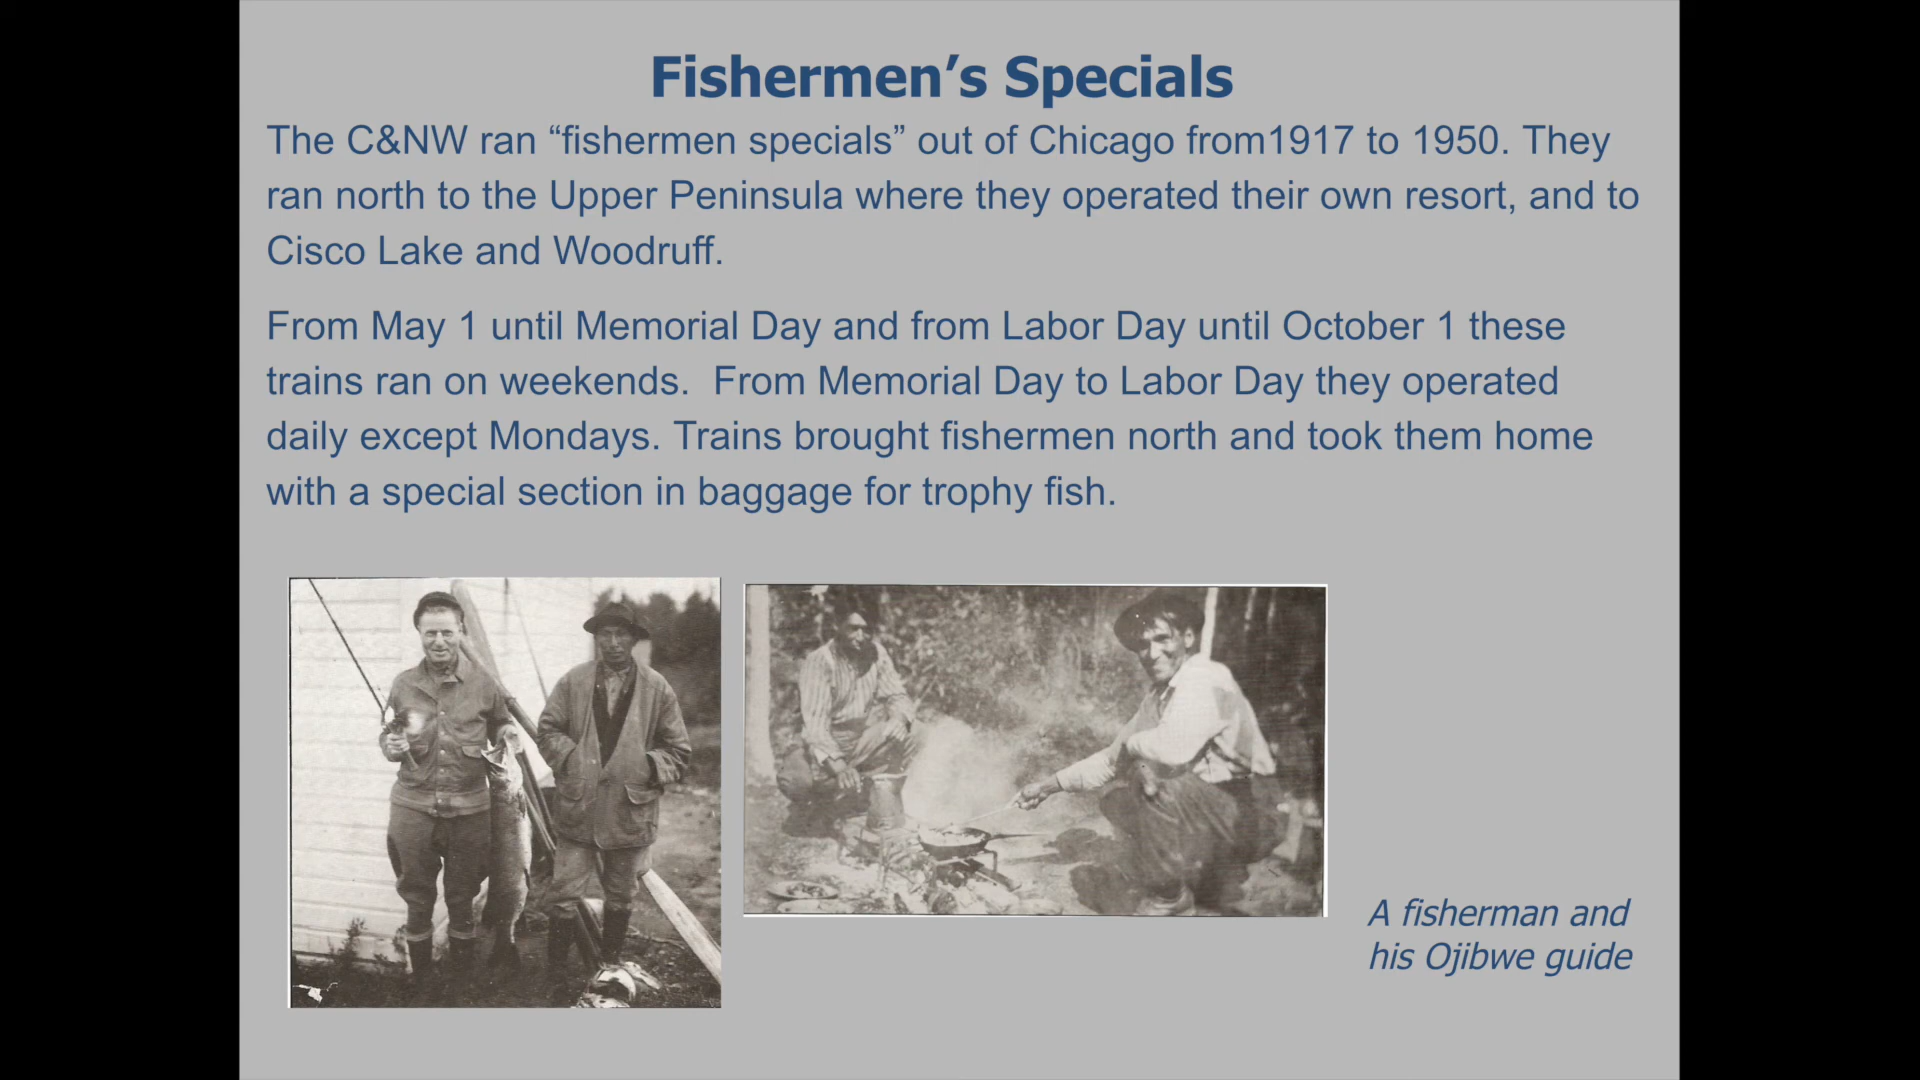 Fishermen’s Specials
The C&NW ran “fishermen specials” out of Chicago from1917 to 1950. They
ran north to the Upper Peninsula where they operated their own resort, and to
Cisco Lake and Woodruff.
From May 1 until Memorial Day and from Labor Day until October 1 these
trains ran on weekends.  From Memorial Day to Labor Day they operated
daily except Mondays. Trains brought fishermen north and took them home
with a special section in baggage for trophy fish.
A fisherman and
his Ojibwe guide